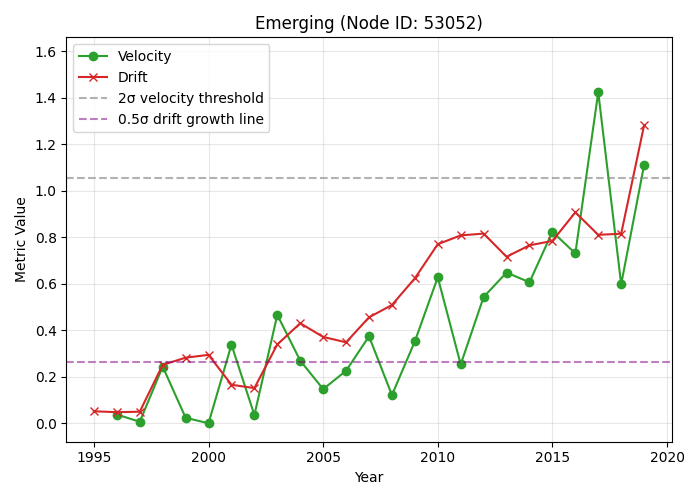 Emerging (Node ID: 53052)
Velocity
Drift
2σ velocity threshold
0.5σ drift growth line
Metric Value
1.6
1.4
1.2
1.0
0.8
0.6
0.4
0.2
0.0
1995
2000
2005
2010
2015
2020
Year